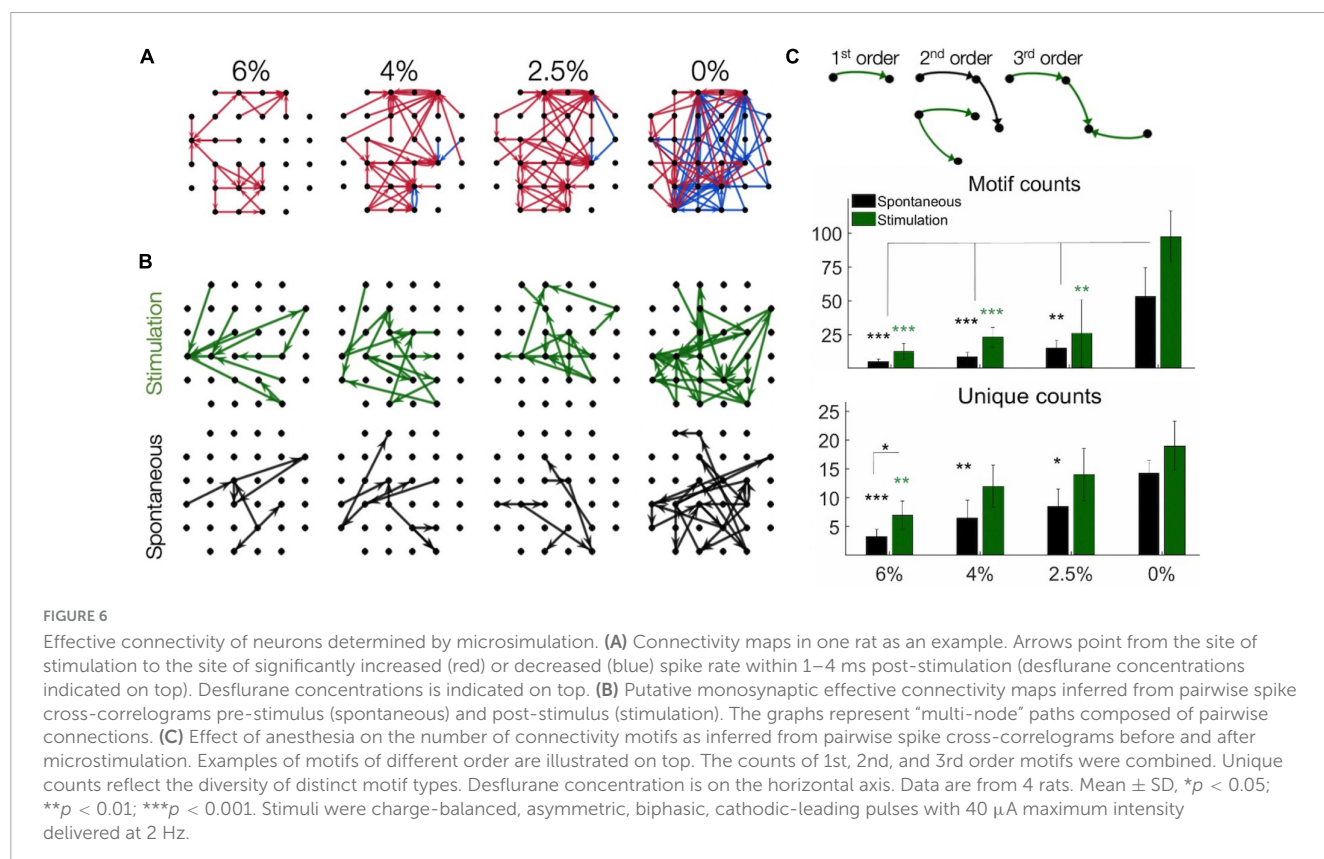 A
6%
4%
2.5%
0%
B
Stimulation
Spontaneous
C
1st order
2nd order
3rd order
Motif counts
Spontaneous
Stimulation
100
75
50
25
***
***
***
***
**
**
Unique counts
25
20
15
10
5
*
***
**
**
*
6%
4%
2.5%
0%
FIGURE 6
Effective connectivity of neurons determined by microsimulation. (A) Connectivity maps in one rat as an example. Arrows point from the site of
stimulation to the site of significantly increased (red) or decreased (blue) spike rate within 1–4 ms post-stimulation (desflurane concentrations
indicated on top). Desflurane concentrations is indicated on top. (B) Putative monosynaptic effective connectivity maps inferred from pairwise spike
cross-correlograms pre-stimulus (spontaneous) and post-stimulus (stimulation). The graphs represent “multi-node” paths composed of pairwise
connections. (C) Effect of anesthesia on the number of connectivity motifs as inferred from pairwise spike cross-correlograms before and after
microstimulation. Examples of motifs of different order are illustrated on top. The counts of 1st, 2nd, and 3rd order motifs were combined. Unique
counts reflect the diversity of distinct motif types. Desflurane concentration is on the horizontal axis. Data are from 4 rats. Mean ± SD, *p < 0.05;
**p < 0.01; ***p < 0.001. Stimuli were charge-balanced, asymmetric, biphasic, cathodic-leading pulses with 40 μA maximum intensity
delivered at 2 Hz.